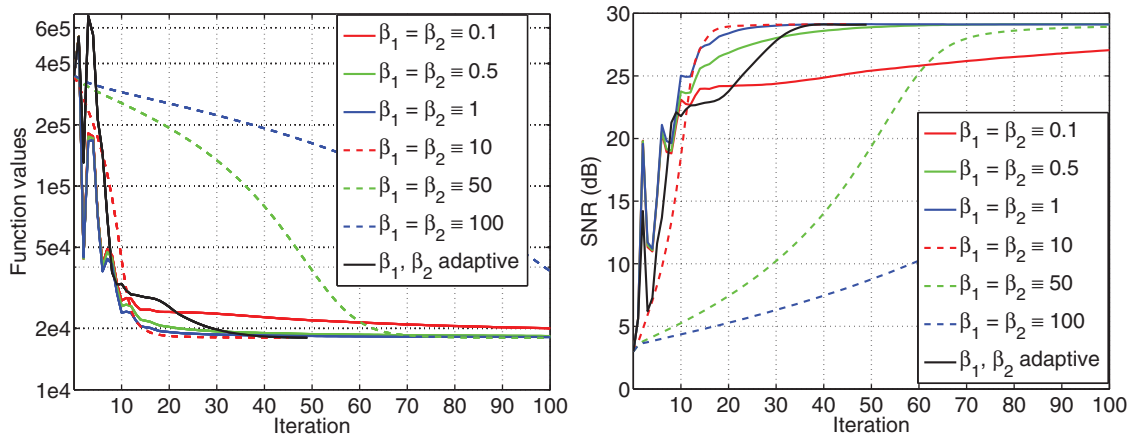 6e5
4e5
2e5
1e5
5e4
2e4
1e4
Function values
10 20 30 40 50 60 70 80 90 100
Iteration
β1 = β2 ≡ 0.1
β1 = β2 ≡ 0.5
β1 = β2 ≡ 1
β1 = β2 ≡ 10
β1 = β2 ≡ 50
β1 = β2 ≡ 100
β1, β2 adaptive
30
25
20
15
10
5
0
SNR (dB)
0 10 20 30 40 50 60 70 80 90 100
Iteration
β1 = β2 ≡ 0.1
β1 = β2 ≡ 0.5
β1 = β2 ≡ 1
β1 = β2 ≡ 10
β1 = β2 ≡ 50
β1 = β2 ≡ 100
β1, β2 adaptive